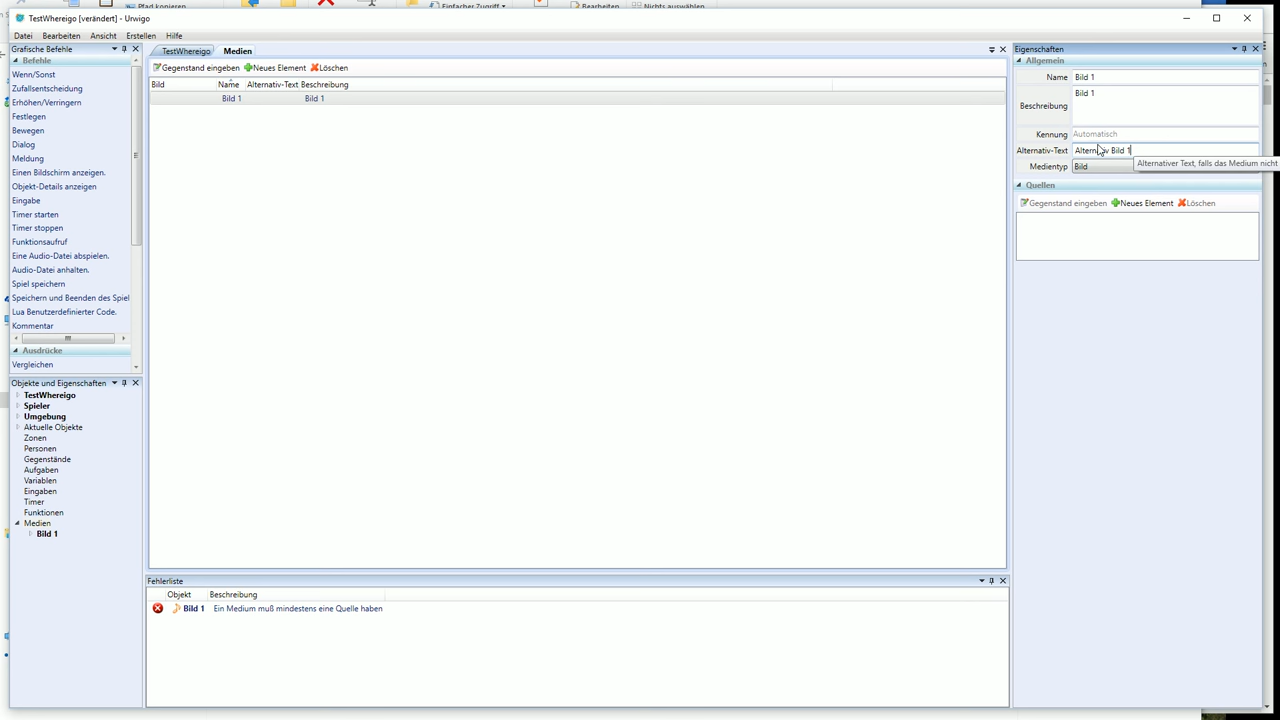 Pfad kopieren
Einfacher Zugriff
Bearbeiten
Nichts auswählen
TestWhereigo [verändert] - Urwigo
Datei Bearbeiten Ansicht Erstellen Hilfe
Grafische Befehle
Befehle
Wenn/Sonst
Zufallsentscheidung
Erhöhen/Verringern
Festlegen
Bewegen
Dialog
Meldung
Einen Bildschirm anzeigen.
Objekt-Details anzeigen
Eingabe
Timer starten
Timer stoppen
Funktionsaufruf
Eine Audio-Datei abspielen.
Audio-Datei anhalten.
Spiel speichern
Speichern und Beenden des Spiel
Lua Benutzerdefinierter Code.
Kommentar
Ausdrücke
Vergleichen
Objekte und Eigenschaften
TestWhereigo
Spieler
Umgebung
Aktuelle Objekte
Zonen
Personen
Gegenstände
Aufgaben
Variablen
Eingaben
Timer
Funktionen
Medien
Bild 1
TestWhereigo Medien
Gegenstand eingeben Neues Element Löschen
Bild Name Alternativ-Text Beschreibung
Bild 1 Bild 1
Fehlerliste
Objekt Beschreibung
Bild 1 Ein Medium muß mindestens eine Quelle haben
Eigenschaften
Allgemein
Name Bild 1
Beschreibung Bild 1
Kennung Automatisch
Alternativ-Text Alternativ Bild 1
Alternativer Text, falls das Medium nicht
Medientyp Bild
Quellen
Gegenstand eingeben Neues Element Löschen